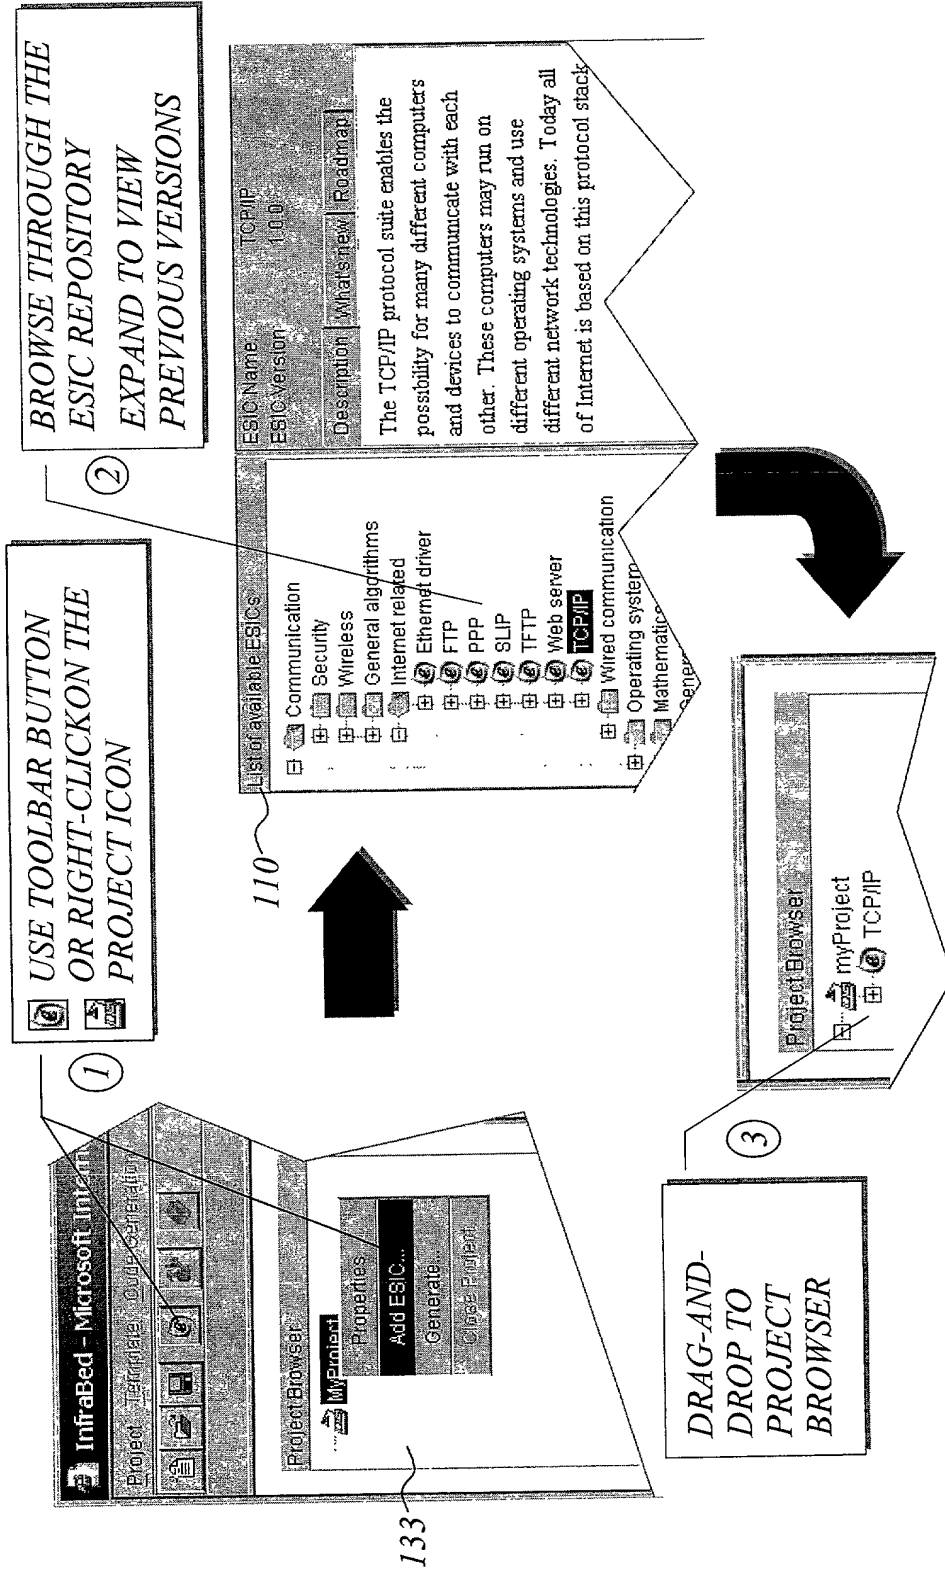 USE TOOLBAR BUTTON
OR RIGHT-CLICKON THE
PROJECT ICON
1
InfraBed - Microsoft Intern
Project Template Code Generation
Project Browser
MyProject
Properties
Add ESIC...
Generate...
Close Project
133
BROWSE THROUGH THE
ESIC REPOSITORY
EXPAND TO VIEW
PREVIOUS VERSIONS
2
110
List of available ESICs
Communication
Security
Wireless
General algorithms
Internet related
Ethernet driver
FTP
PPP
SLIP
TFTP
Web server
TCP/IP
Wired communication
Operating system
Mathematics
Genera
ESIC Name TCP/IP
ESIC Version 1.0.0
Description What's new Roadmap
The TCP/IP protocol suite enables the
possibility for many different computers
and devices to communicate with each
other. These computers may run on
different operating systems and use
different network technologies. Today all
of Internet is based on this protocol stack
DRAG-AND-
DROP TO
PROJECT
BROWSER
3
Project Browser
myProject
TCP/IP